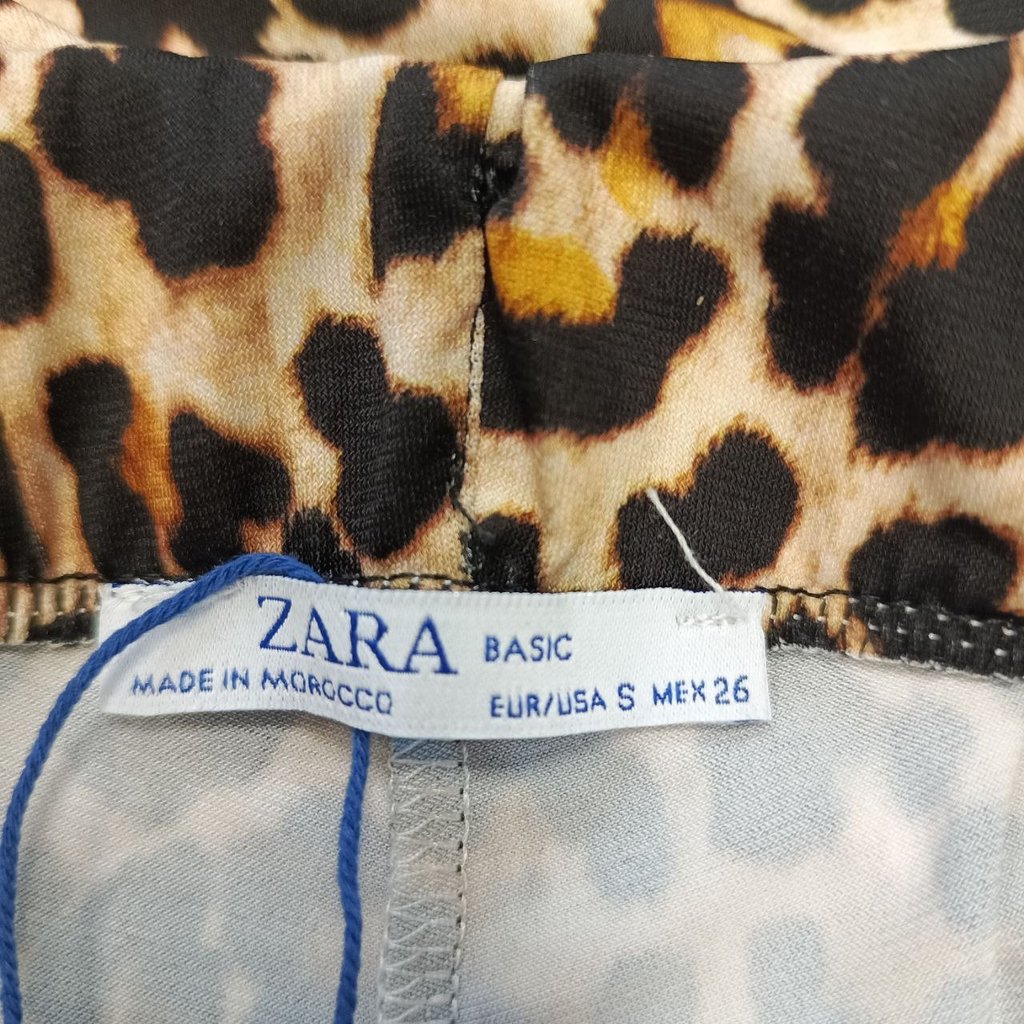 ZARA BASIC
MADE IN MOROCCO EUR/USA S MEX 26